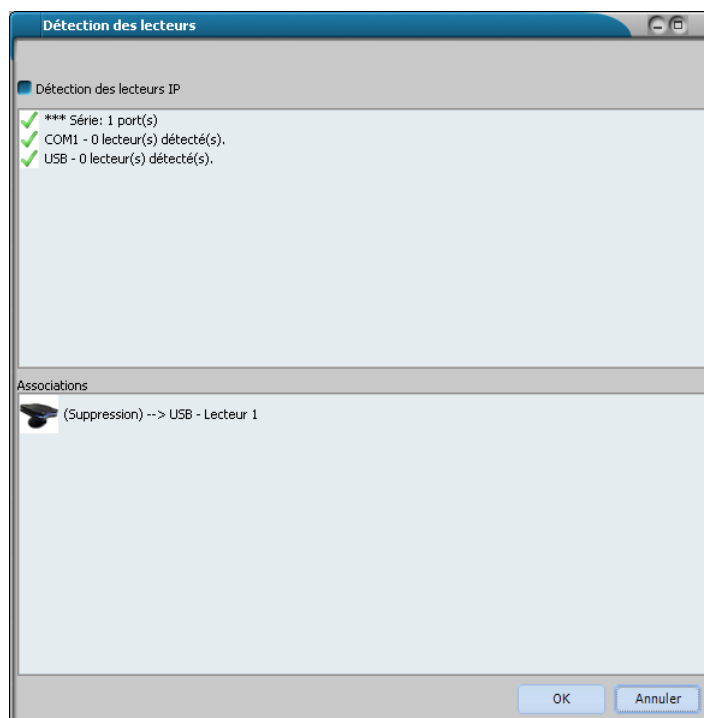 Détection des lecteurs
Détection des lecteurs IP
*** Série: 1 port(s)
COM1 - 0 lecteur(s) détecté(s).
USB - 0 lecteur(s) détecté(s).
Associations
(Suppression) --> USB - Lecteur 1
OK
Annuler